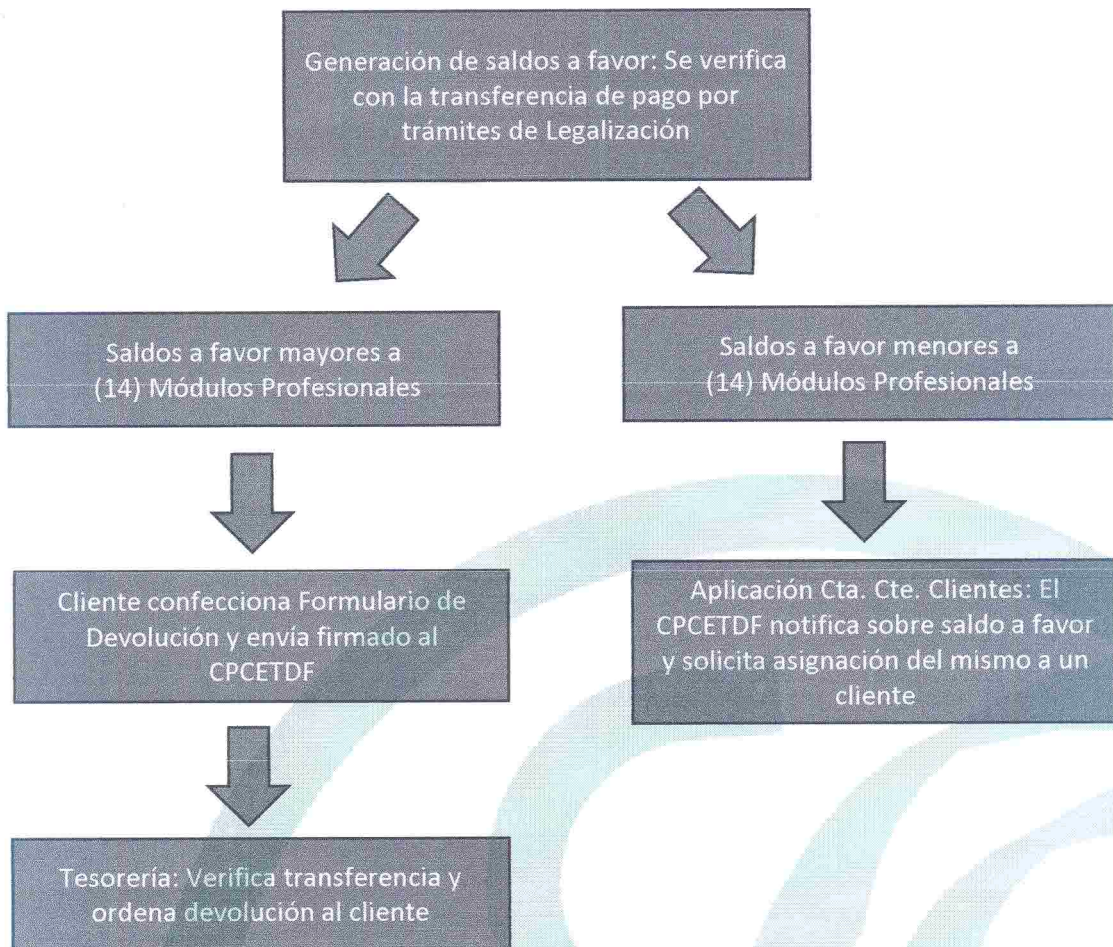 Generación de saldos a favor: Se verifica
con la transferencia de pago por
trámites de Legalización
Saldos a favor mayores a
(14) Módulos Profesionales
Saldos a favor menores a
(14) Módulos Profesionales
Cliente confecciona Formulario de
Devolución y envía firmado al
CPCETDF
Aplicación Cta. Cte. Clientes: El
CPCETDF notifica sobre saldo a favor
y solicita asignación del mismo a un
cliente
Tesorería: Verifica transferencia y
ordena devolución al cliente